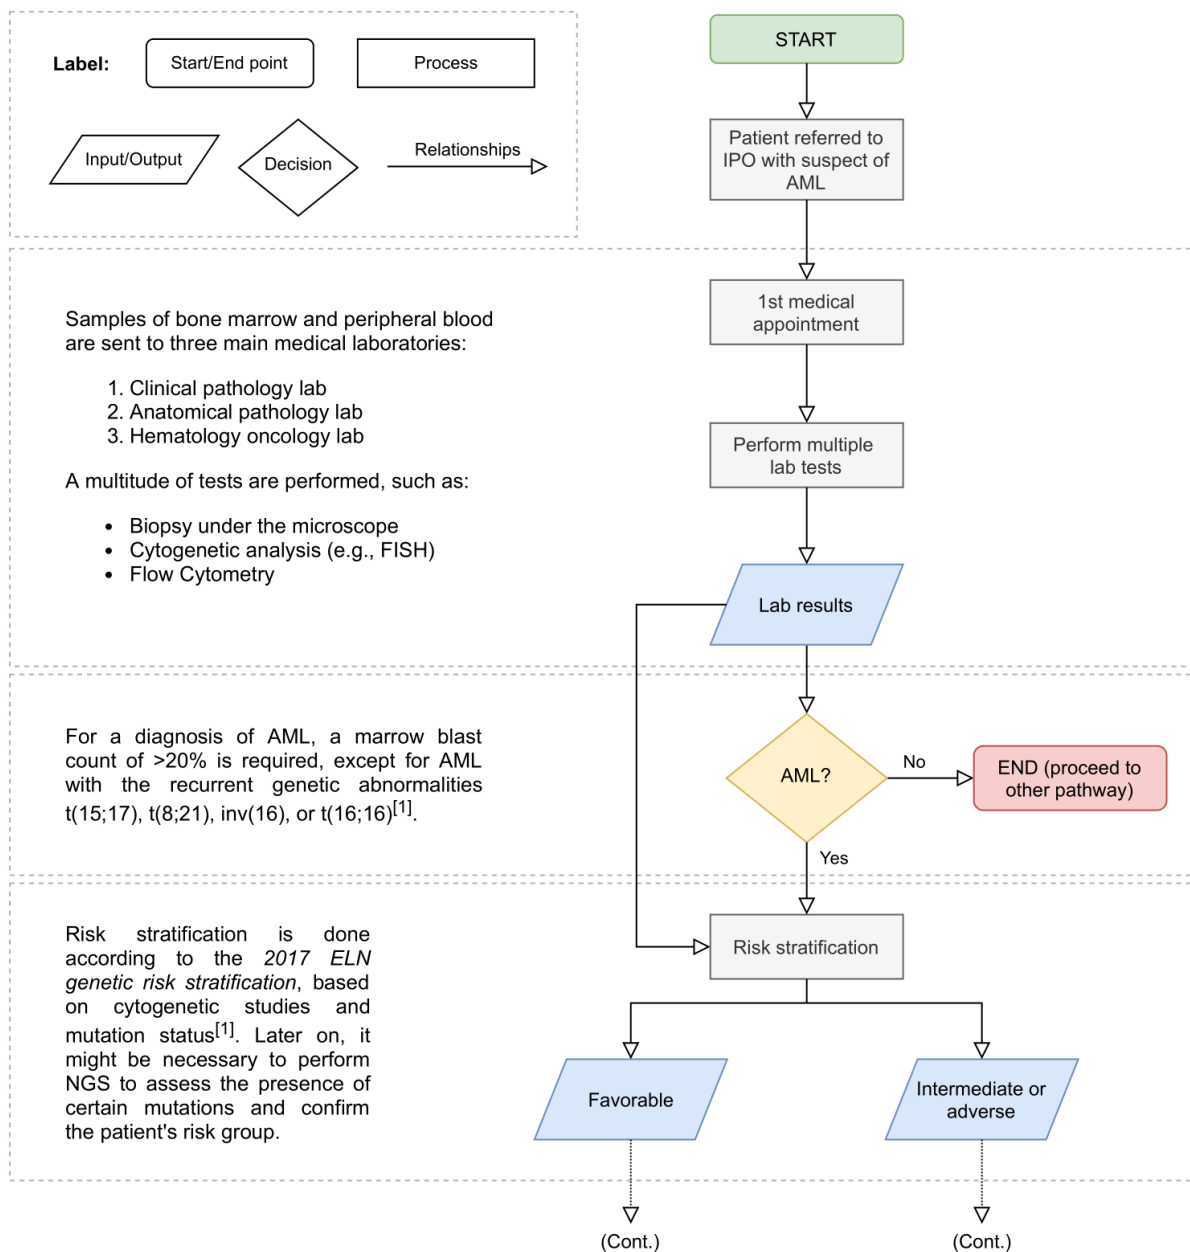 Label:
Start/End point
Process
Input/Output
Decision
Relationships
START
Patient referred to
IPO with suspect of
AML
Samples of bone marrow and peripheral blood
are sent to three main medical laboratories:
1. Clinical pathology lab
2. Anatomical pathology lab
3. Hematology oncology lab
A multitude of tests are performed, such as:
• Biopsy under the microscope
• Cytogenetic analysis (e.g., FISH)
• Flow Cytometry
1st medical
appointment
Perform multiple
lab tests
Lab results
For a diagnosis of AML, a marrow blast
count of >20% is required, except for AML
with the recurrent genetic abnormalities
t(15;17), t(8;21), inv(16), or t(16;16)[1].
AML?
No
END (proceed to
other pathway)
Yes
Risk stratification is done
according to the 2017 ELN
genetic risk stratification, based
on cytogenetic studies and
mutation status[1]. Later on, it
might be necessary to perform
NGS to assess the presence of
certain mutations and confirm
the patient's risk group.
Risk stratification
Favorable
Intermediate or
adverse
(Cont.)
(Cont.)